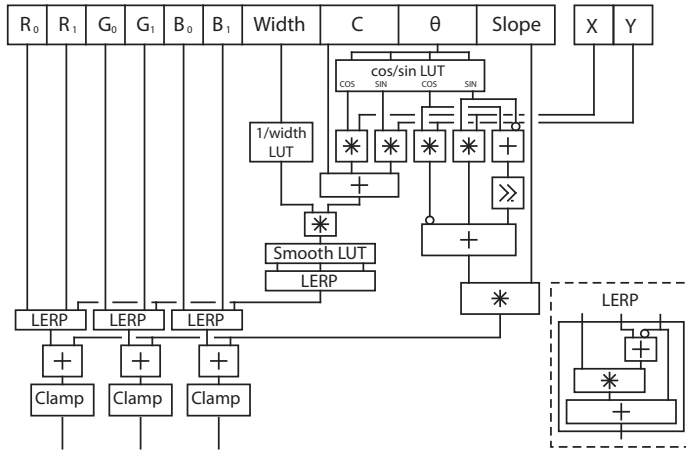 R₀ R₁ G₀ G₁ B₀ B₁ Width C θ Slope X Y
cos/sin LUT
COS SIN COS SIN
1/width
LUT
* * * * +
+
>>
*
+
Smooth LUT
LERP
*
LERP
LERP LERP LERP
+
+ + +
*
Clamp Clamp Clamp
+